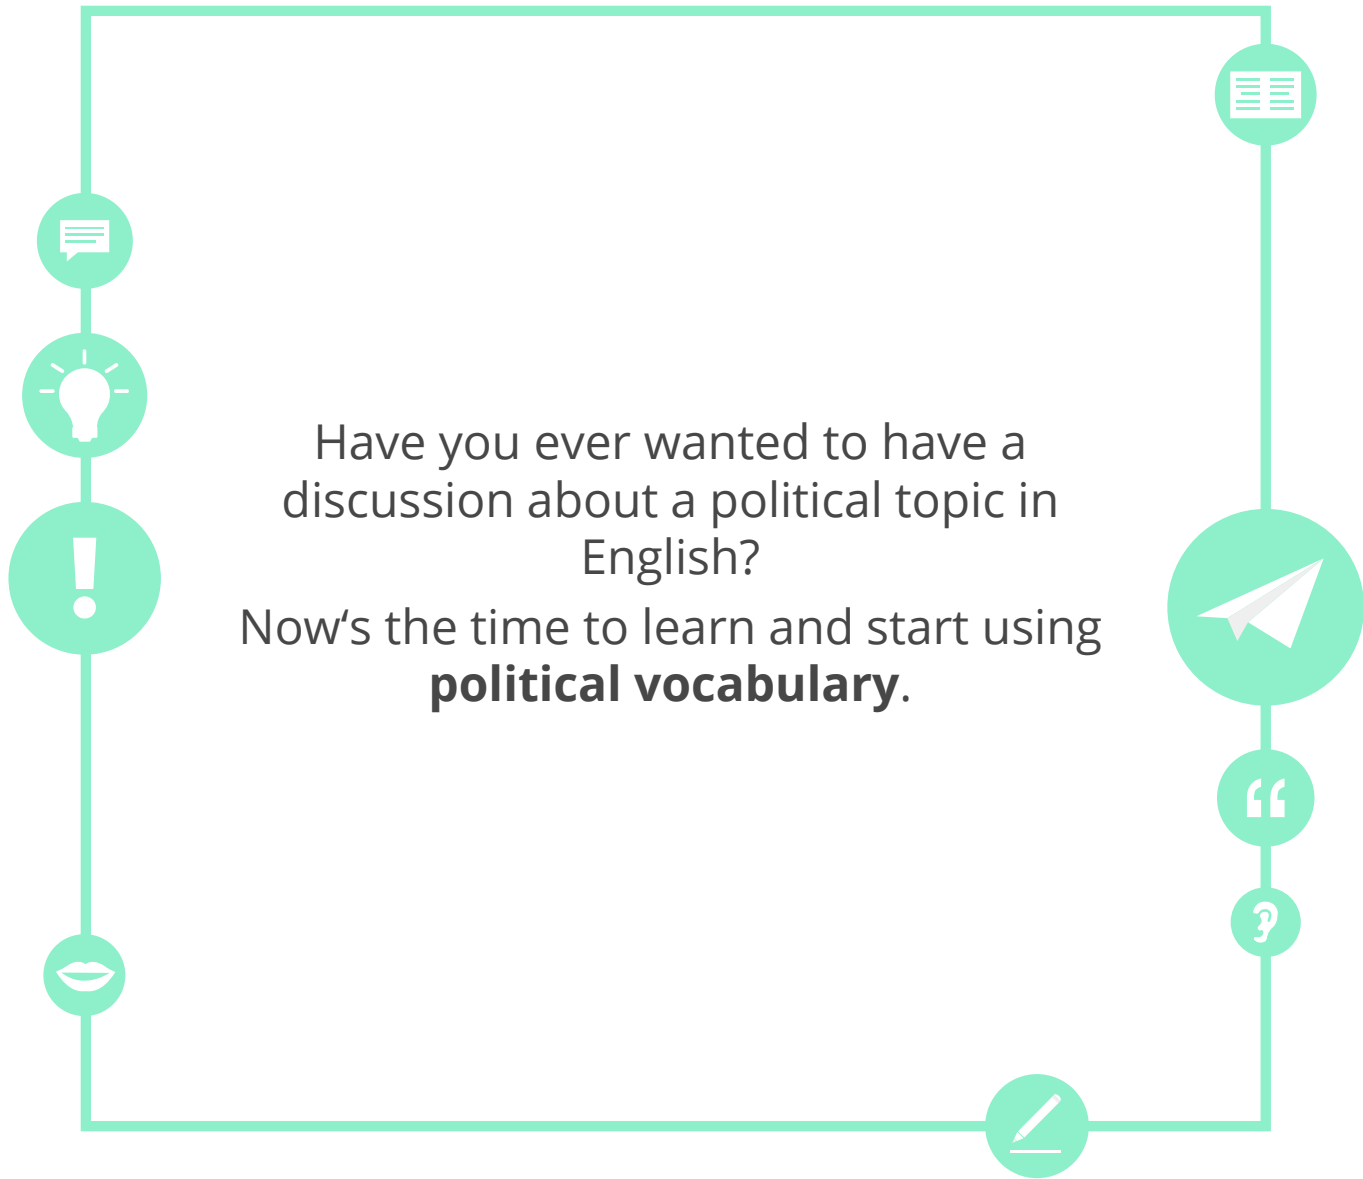 Have you ever wanted to have a
discussion about a political topic in
English?
Now‘s the time to learn and start using
political vocabulary.